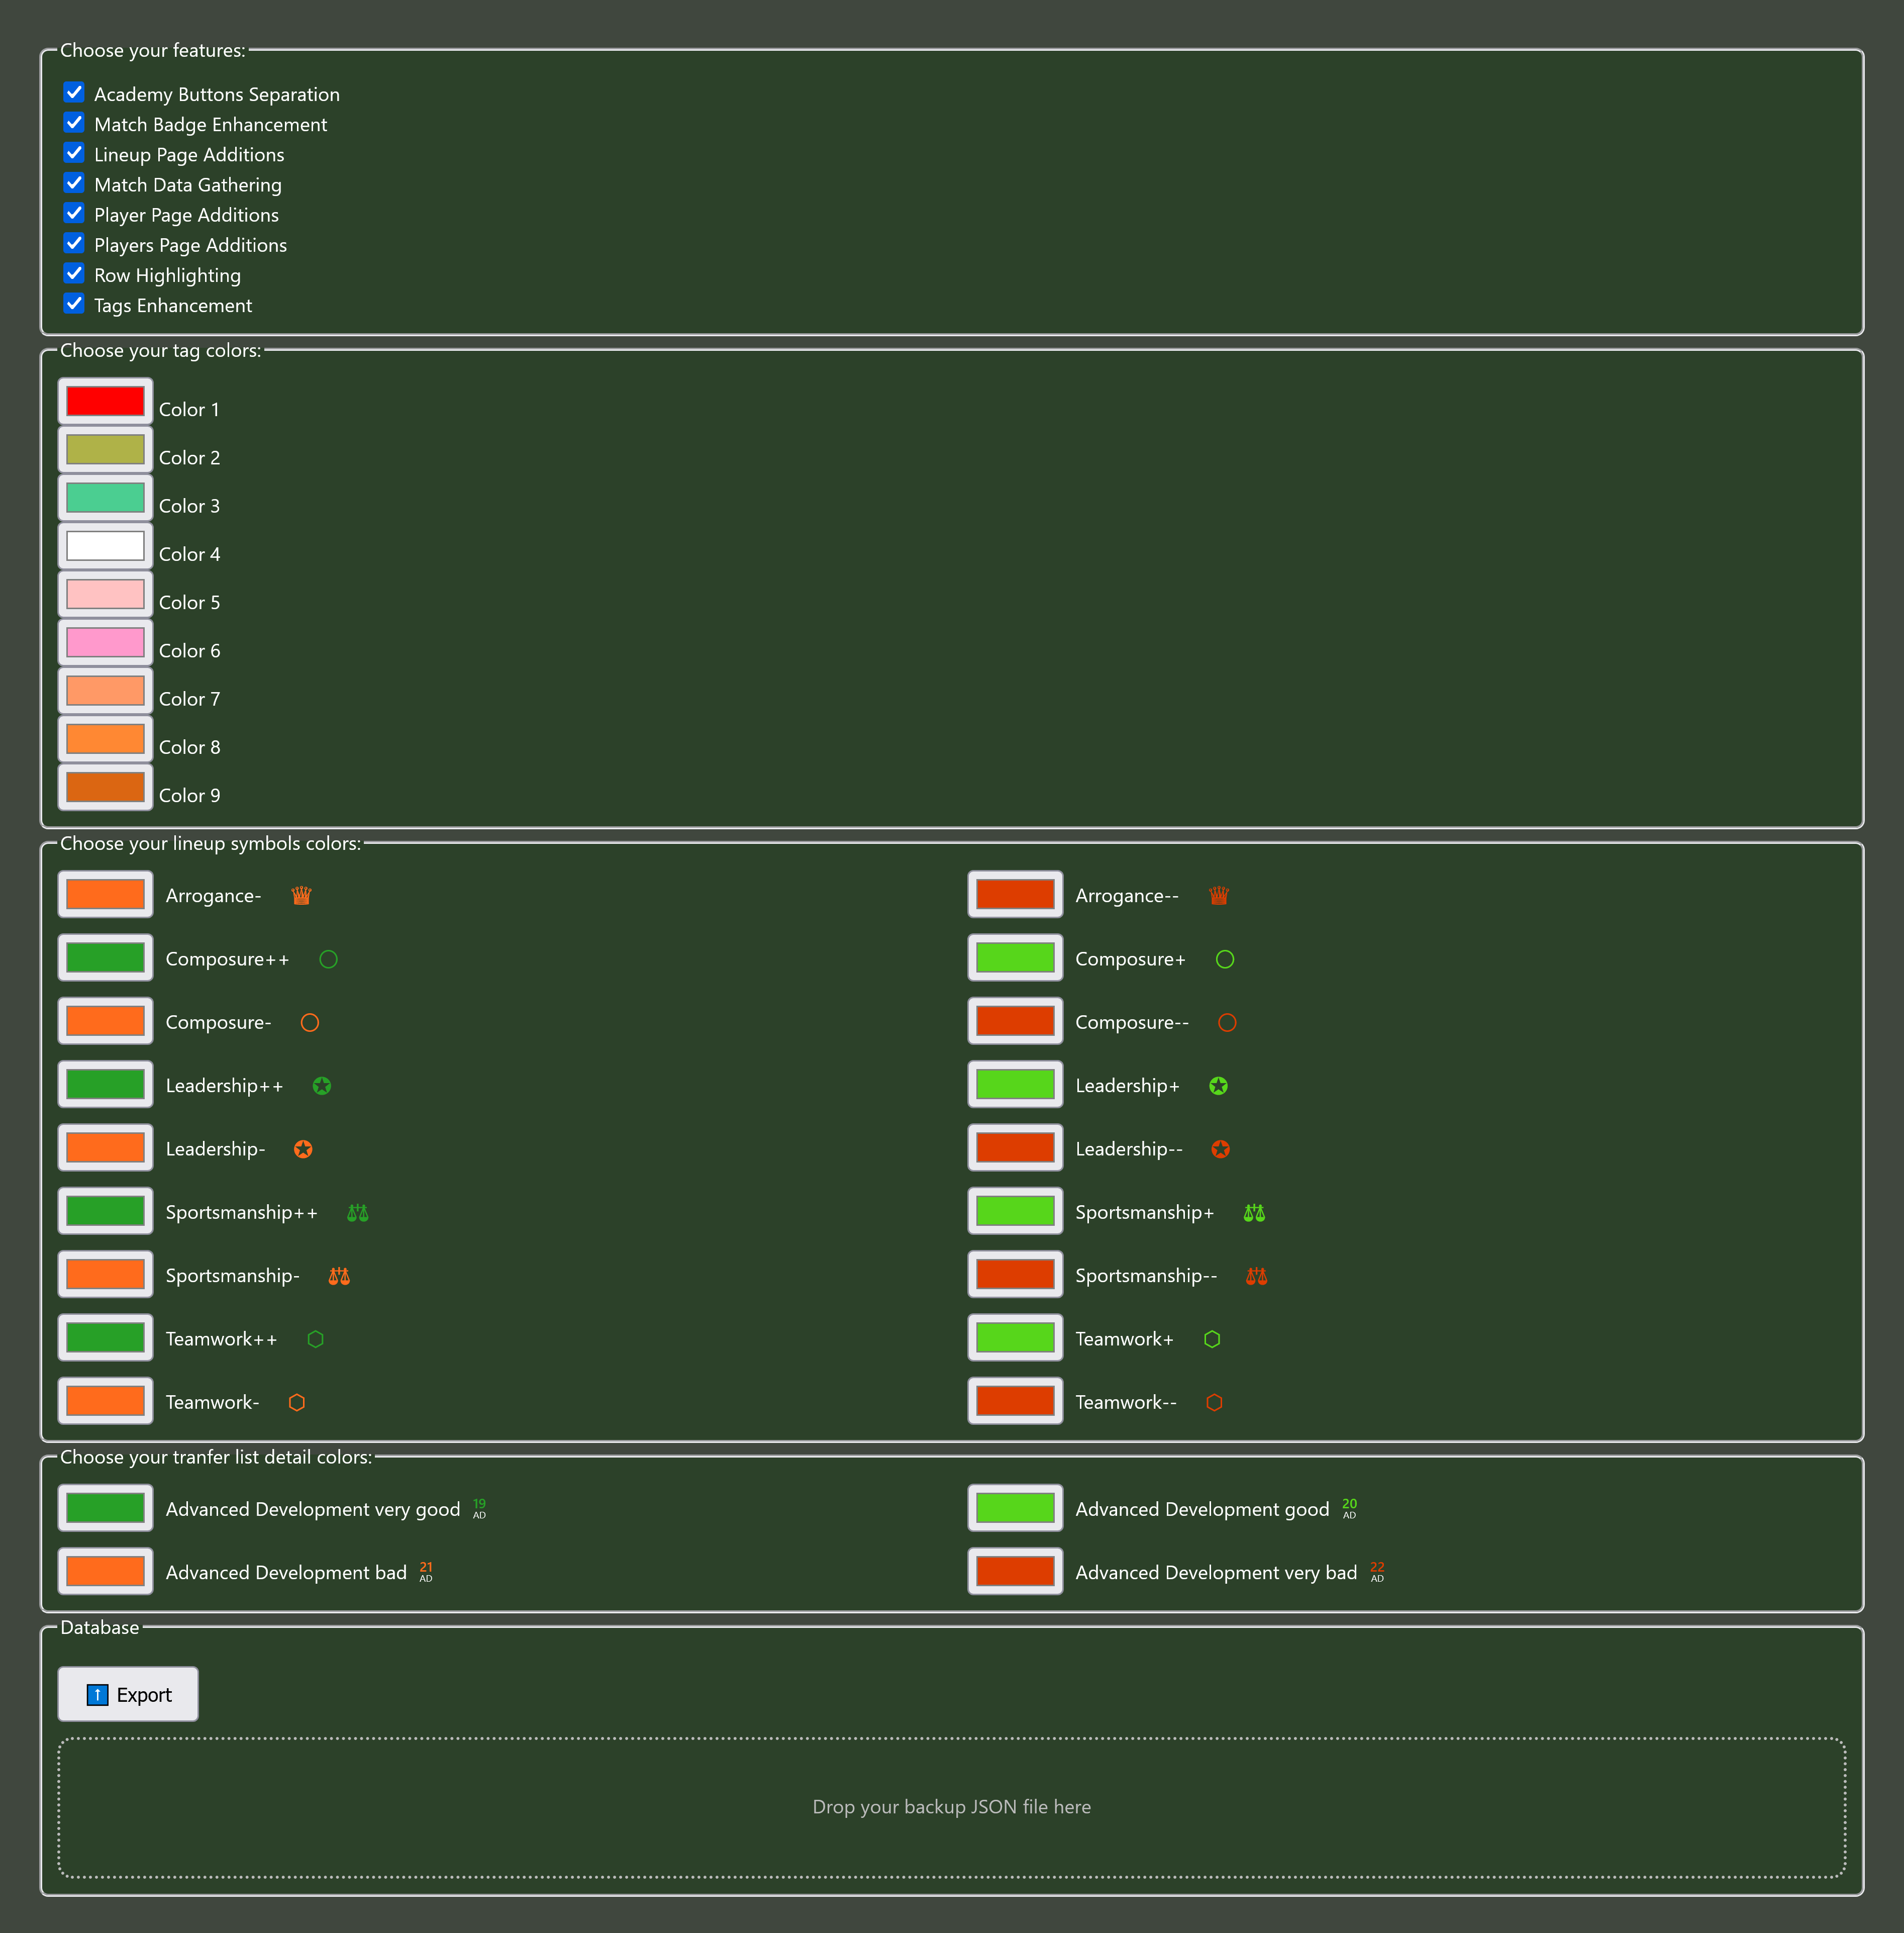 Choose your features:
Academy Buttons Separation
Match Badge Enhancement
Lineup Page Additions
Match Data Gathering
Player Page Additions
Players Page Additions
Row Highlighting
Tags Enhancement
Choose your tag colors:
Color 1
Color 2
Color 3
Color 4
Color 5
Color 6
Color 7
Color 8
Color 9
Choose your lineup symbols colors:
Arrogance- ♛
Arrogance-- ♛
Composure++ ○
Composure+ ○
Composure- ○
Composure-- ○
Leadership++ ✪
Leadership+ ✪
Leadership- ✪
Leadership-- ✪
Sportsmanship++ ⚖
Sportsmanship+ ⚖
Sportsmanship- ⚖
Sportsmanship-- ⚖
Teamwork++ ⬡
Teamwork+ ⬡
Teamwork- ⬡
Teamwork-- ⬡
Choose your tranfer list detail colors:
Advanced Development very good 19 AD
Advanced Development good 20 AD
Advanced Development bad 21 AD
Advanced Development very bad 22 AD
Database
Export
Drop your backup JSON file here